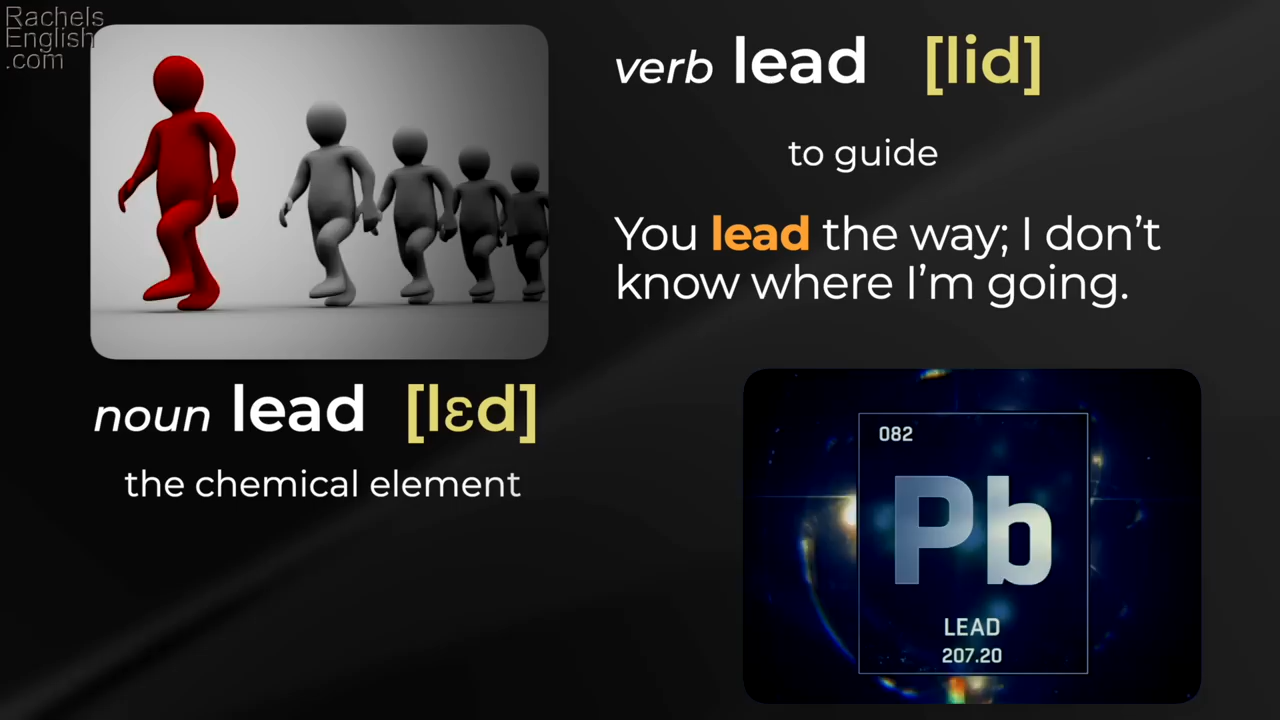 Rachels
English
.com
verb lead [lid]
to guide
You lead the way; I don’t
know where I’m going.
noun lead [lɛd]
the chemical element
082
Pb
LEAD
207.20